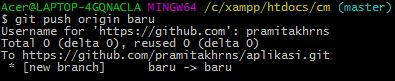 Acer@LAPTOP-4GQNACLA MINGW64 /c/xampp/htdocs/cm (master)
$ git push origin baru
Username for 'https://github.com': pramitakhrns
Total 0 (delta 0), reused 0 (delta 0)
To https://github.com/pramitakhrns/aplikasi.git
 * [new branch]      baru -> baru